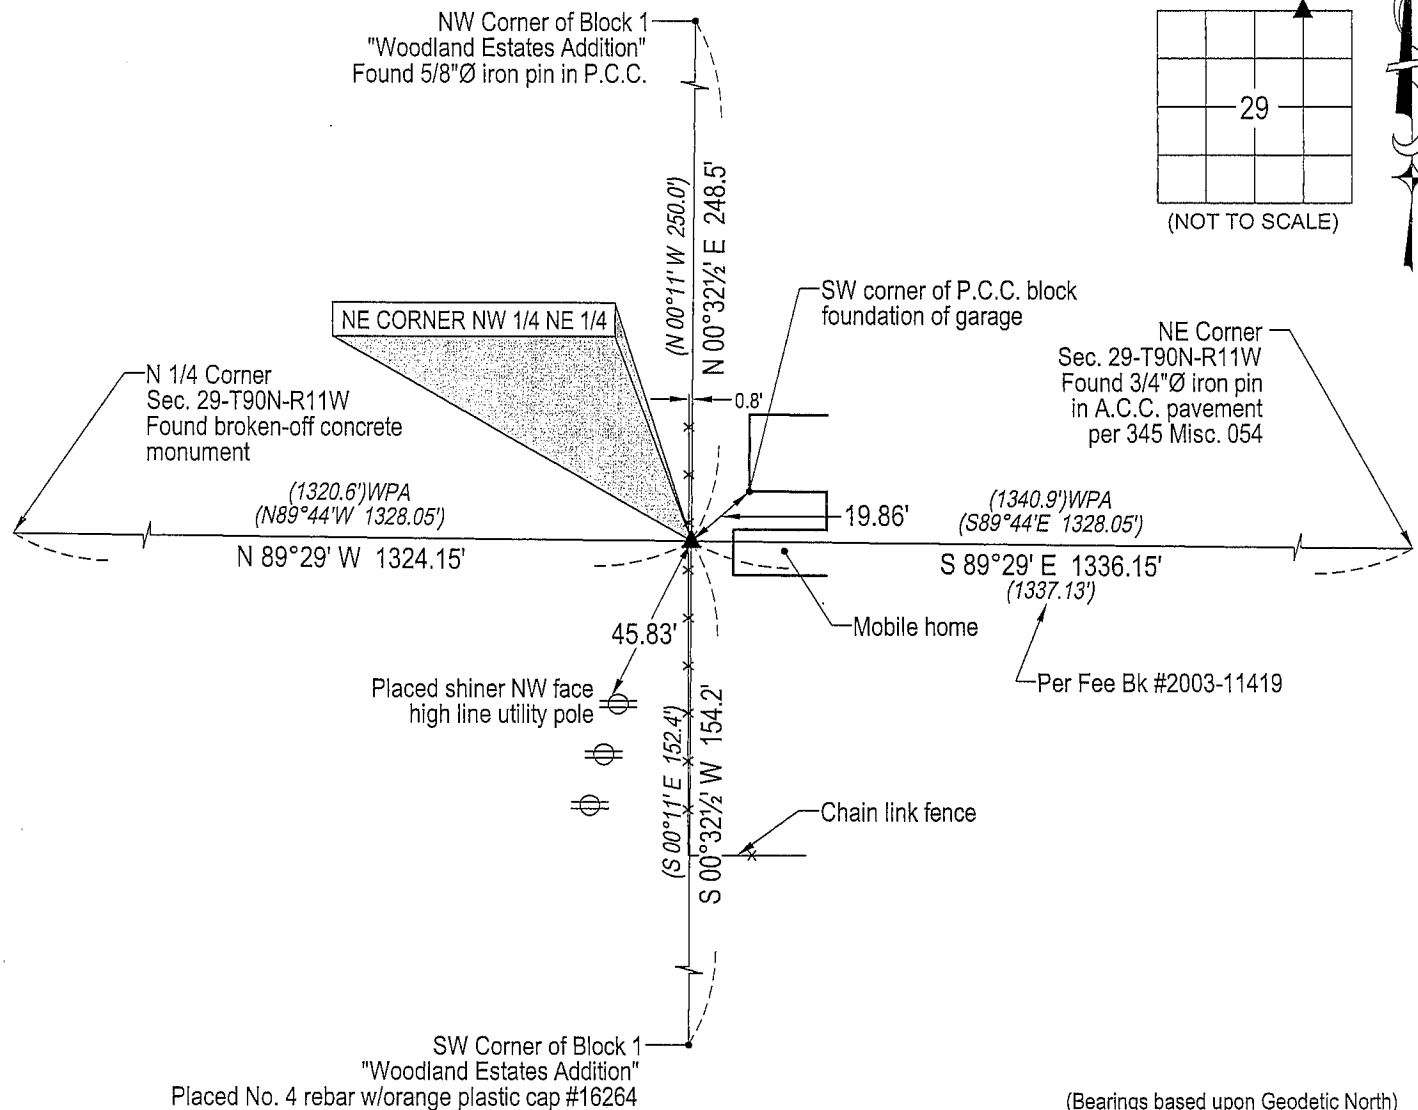 NW Corner of Block 1
"Woodland Estates Addition"
Found 5/8"Ø iron pin in P.C.C.
29
(NOT TO SCALE)
(N 00°11' W 250.0')
N 00°32½' E 248.5'
SW corner of P.C.C. block
foundation of garage
NE CORNER NW 1/4 NE 1/4
NE Corner
Sec. 29-T90N-R11W
Found 3/4"Ø iron pin
in A.C.C. pavement
per 345 Misc. 054
N 1/4 Corner
Sec. 29-T90N-R11W
Found broken-off concrete
monument
0.8'
(1320.6')WPA
(N89°44'W 1328.05')
N 89°29' W 1324.15'
19.86'
(1340.9')WPA
(S89°44'E 1328.05')
S 89°29' E 1336.15'
(1337.13')
45.83'
Mobile home
Per Fee Bk #2003-11419
Placed shiner NW face
high line utility pole
(S 00°11' E 152.4')
S 00°32½' W 154.2'
Chain link fence
SW Corner of Block 1
"Woodland Estates Addition"
Placed No. 4 rebar w/orange plastic cap #16264
(Bearings based upon Geodetic North)